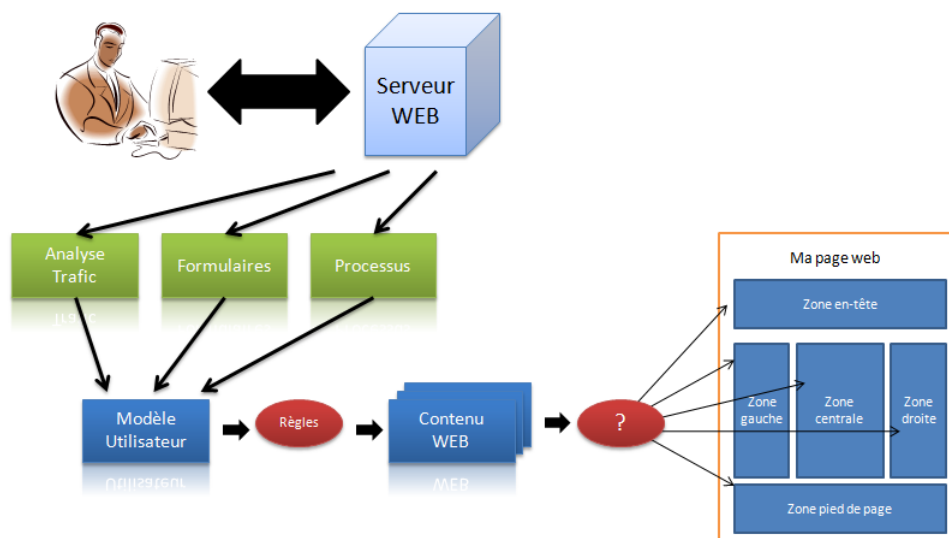 Serveur
WEB
Analyse
Trafic
Formulaires
Processus
Ma page web
Zone en-tête
Zone
gauche
Zone
centrale
Zone
droite
Modèle
Utilisateur
Règles
Contenu
WEB
?
Zone pied de page